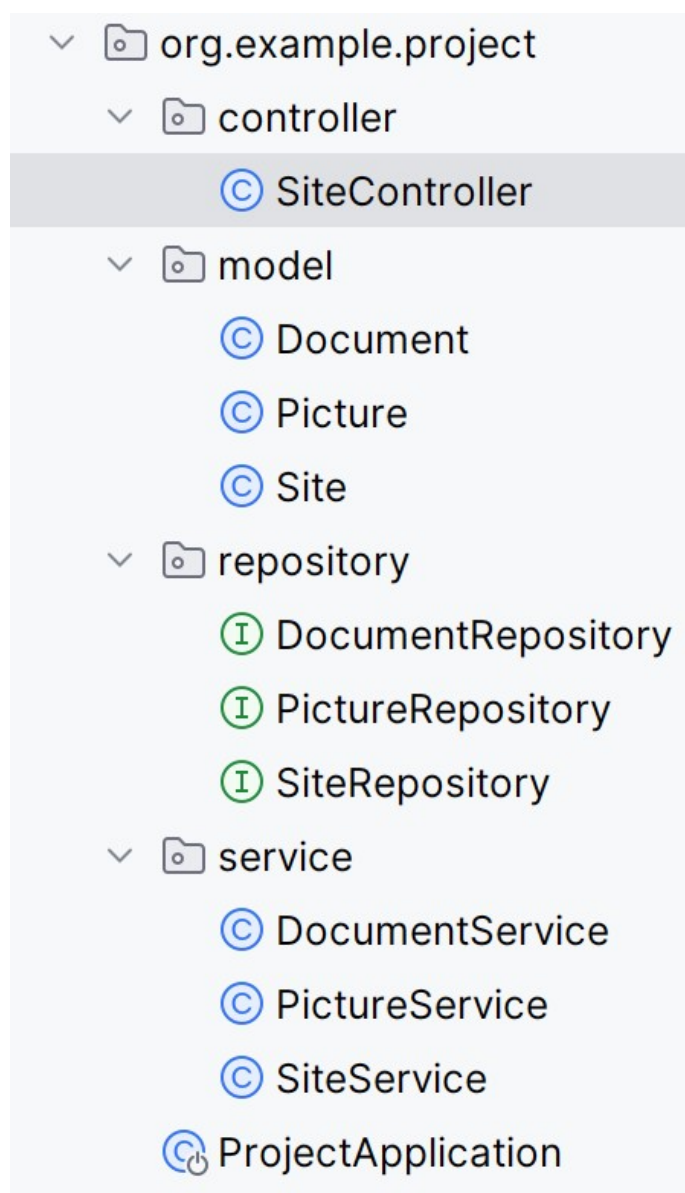 org.example.project
controller
C SiteController
model
C Document
C Picture
C Site
repository
I DocumentRepository
I PictureRepository
I SiteRepository
service
C DocumentService
C PictureService
C SiteService
C ProjectApplication